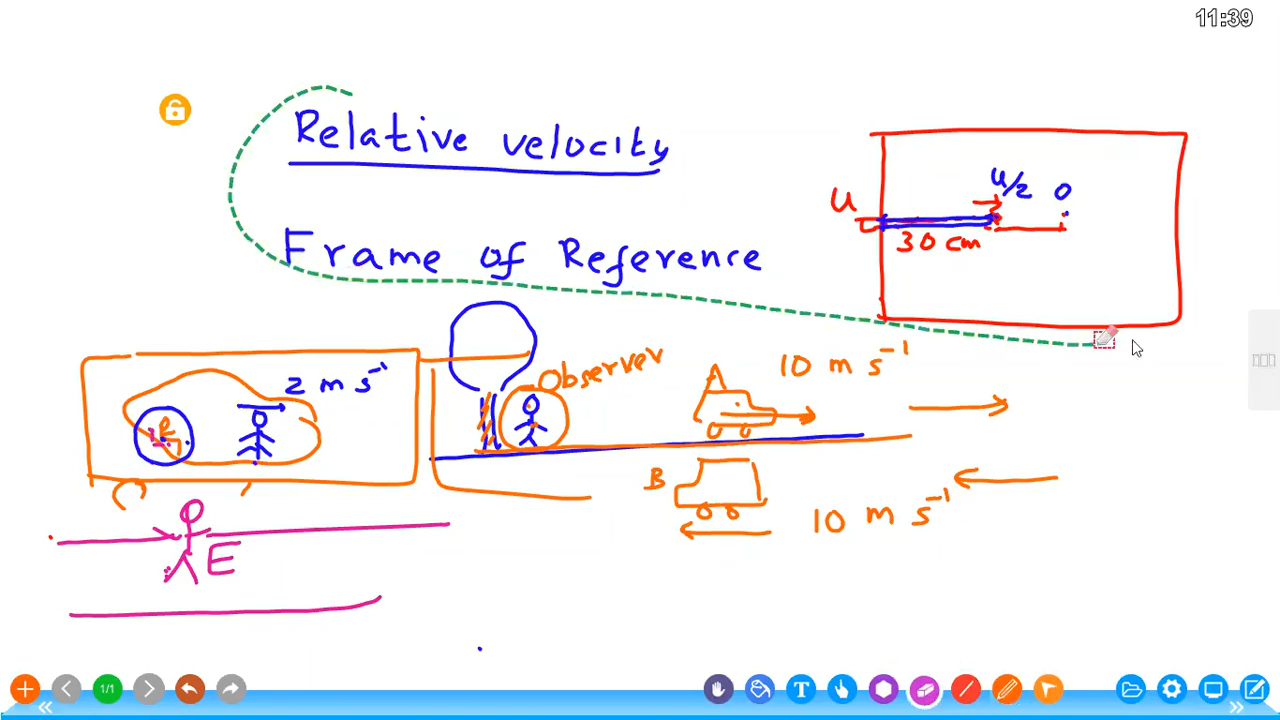 11:39
Relative velocity
u/2 0
U
30 cm
Frame of Reference
Observer
10 m s⁻¹
2 m s⁻¹
A
B
10 m s⁻¹
E
1/1
T